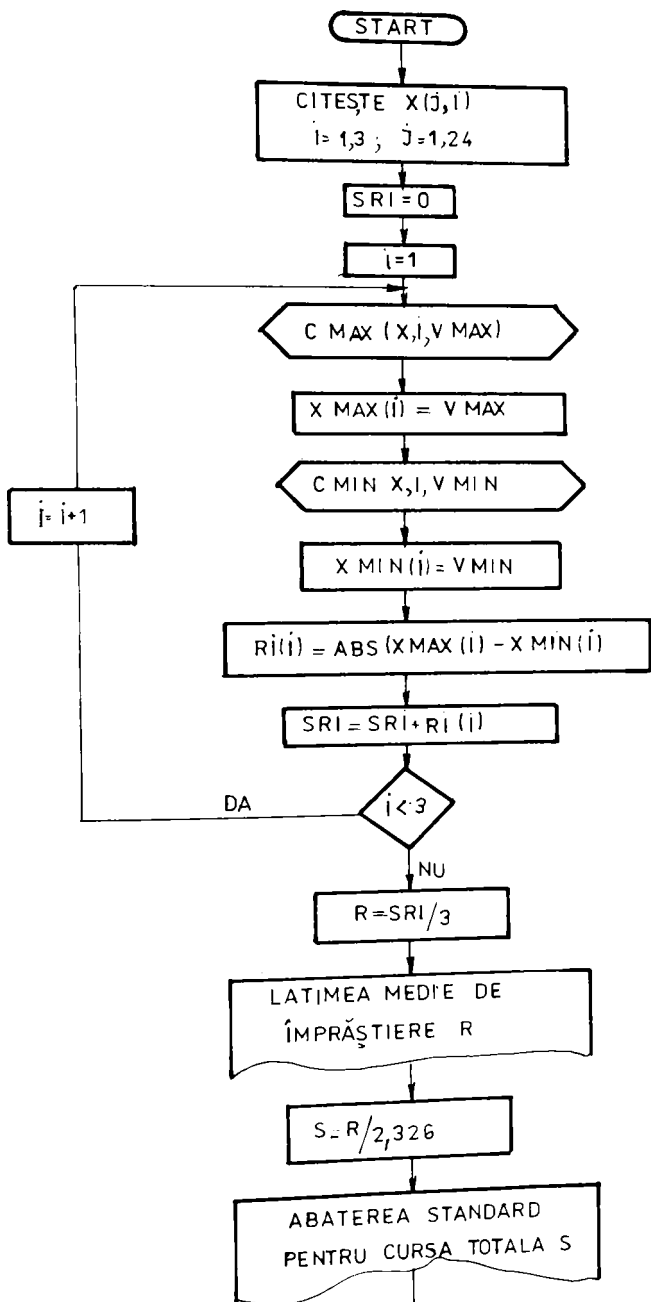 START
CITEȘTE X(j,i)
i=1,3 ; j=1,24
SRI=0
i=1
C MAX (X,i,V MAX)
X MAX(i) = V MAX
C MIN X,I,V MIN
i=i+1
X MIN(i)=VMIN
Ri(i) = ABS(XMAX(i) - X MIN(i)
SRI=SRi+RI(i)
DA
i<3
NU
R=SRI/3
LATIMEA MEDIE DE
ÎMPRĂȘTIERE R
S=R/2,326
ABATEREA STANDARD
PENTRU CURSA TOTALA S